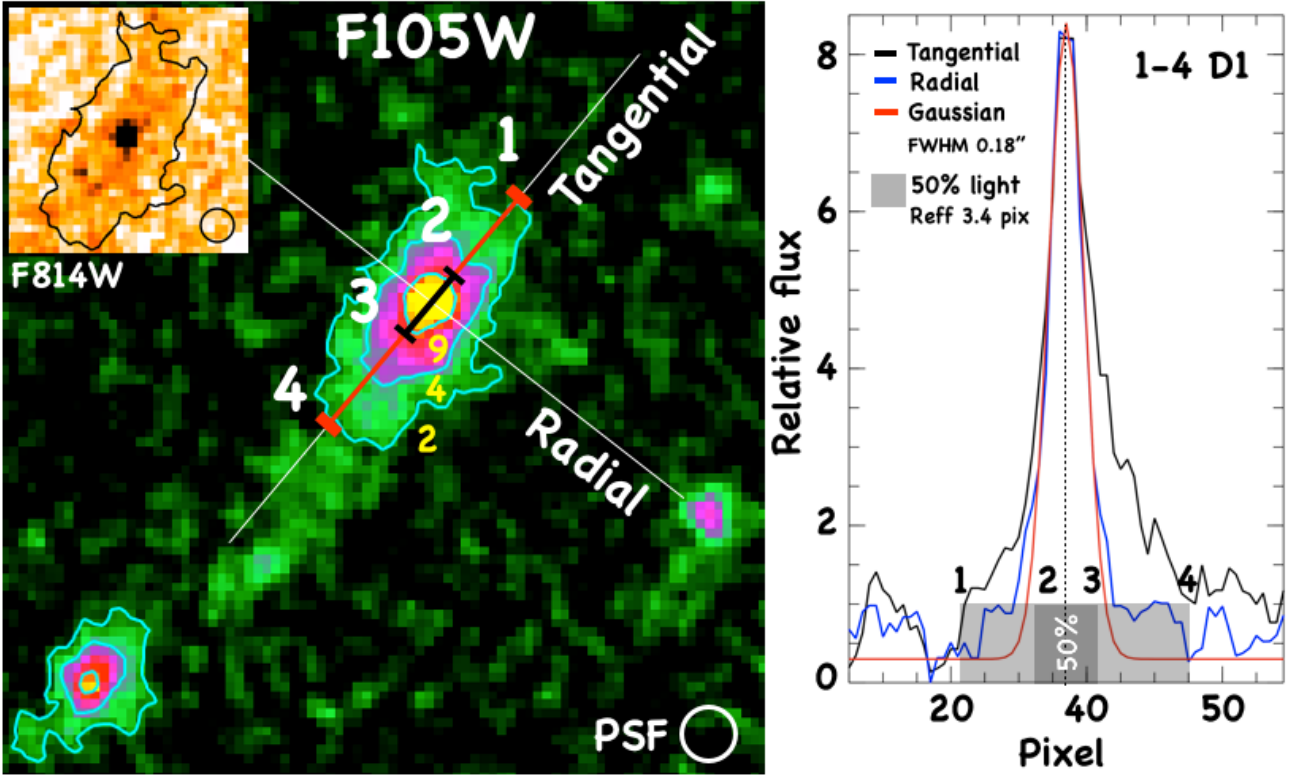 F105W
Tangential
1
2
3
4
9
4
2
Radial
F814W
PSF
1-4 D1
Tangential
Radial
Gaussian
FWHM 0.18”
50% light
Reff 3.4 pix
Relative flux
8
6
4
2
0
1
2
3
4
50%
20
40
50
Pixel